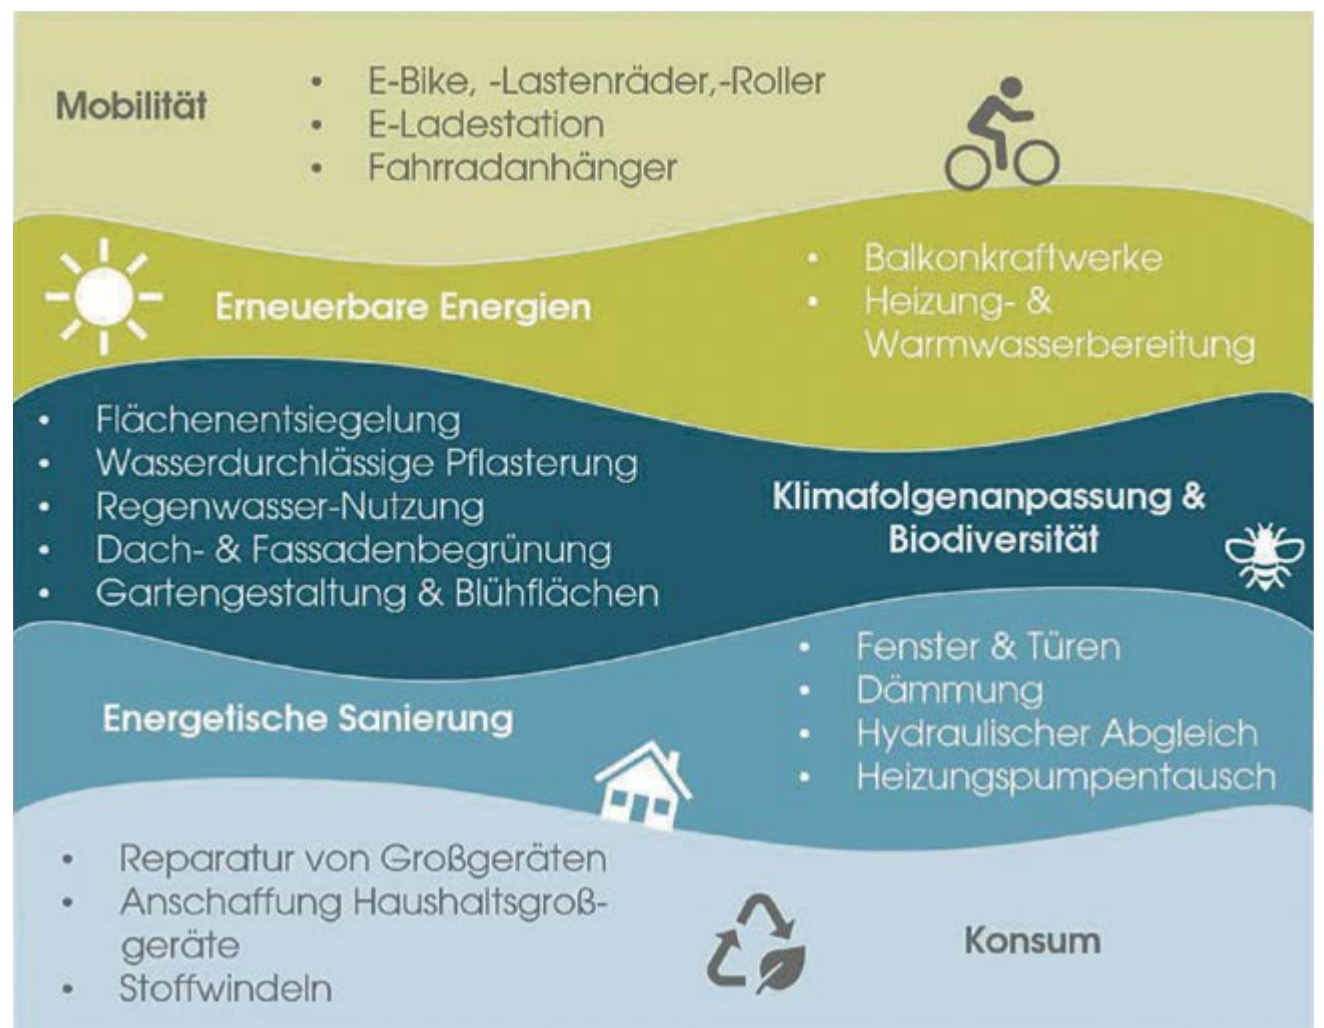 Mobilität
• E-Bike, -Lastenräder,-Roller
• E-Ladestation
• Fahrradanhänger
Erneuerbare Energien
• Balkonkraftwerke
• Heizung- &
Warmwasserbereitung
• Flächenentsiegelung
• Wasserdurchlässige Pflasterung
• Regenwasser-Nutzung
• Dach- & Fassadenbegrünung
• Gartengestaltung & Blühflächen
Klimafolgenanpassung &
Biodiversität
Energetische Sanierung
• Fenster & Türen
• Dämmung
• Hydraulischer Abgleich
• Heizungspumpentausch
• Reparatur von Großgeräten
• Anschaffung Haushaltsgroß-
geräte
• Stoffwindeln
Konsum